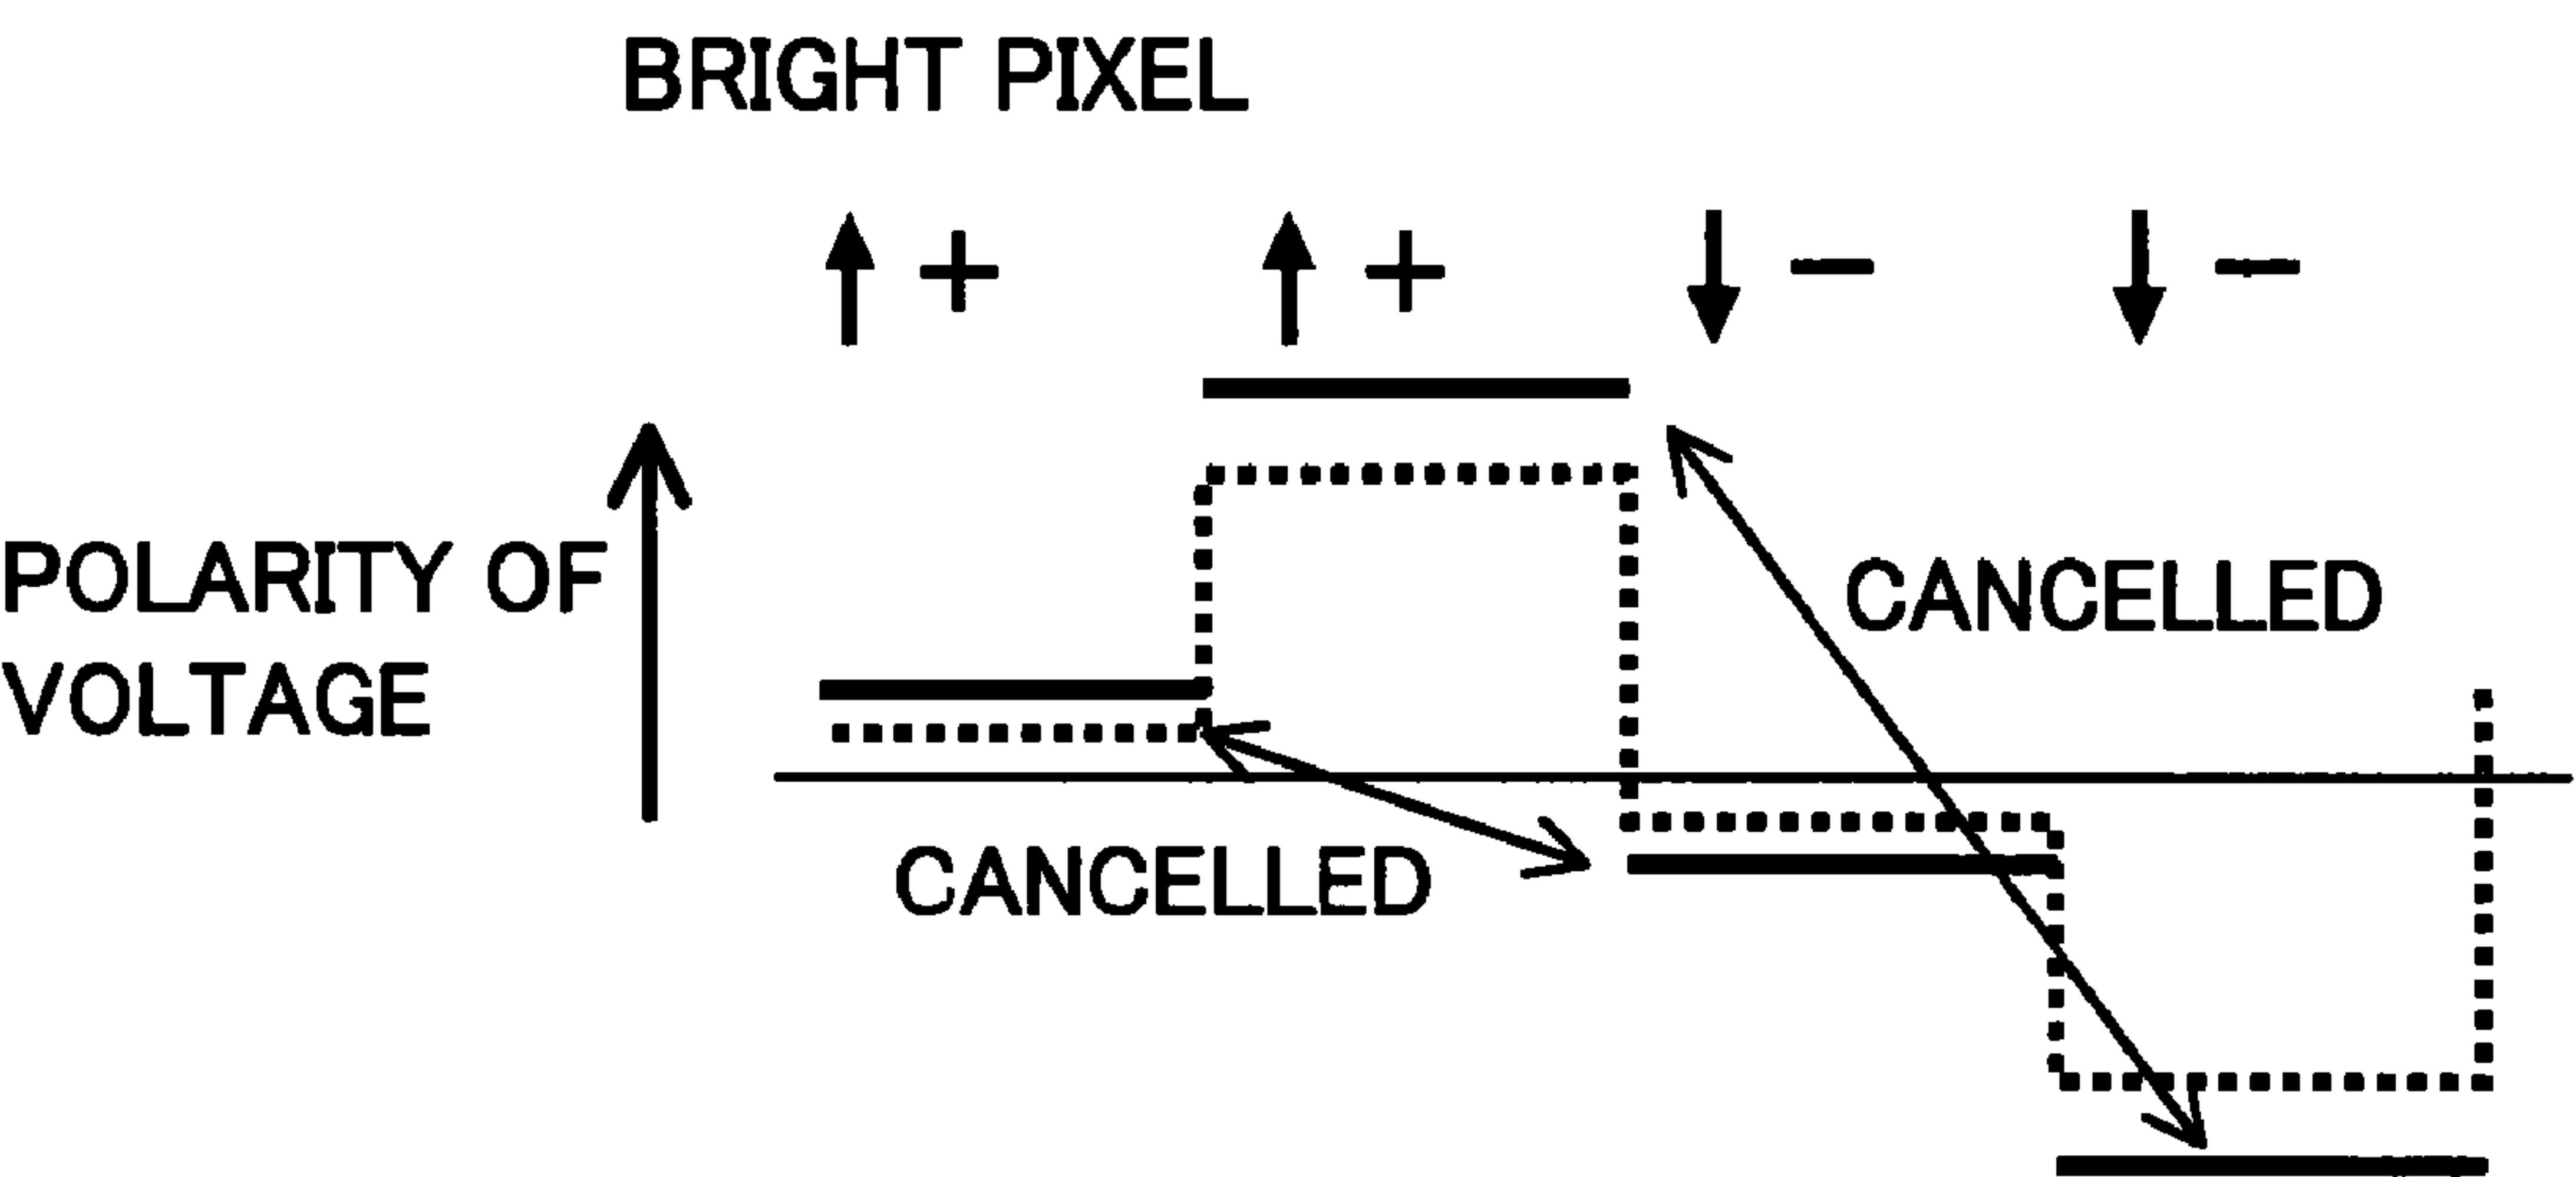 BRIGHT PIXEL
+ + − −
POLARITY OF
VOLTAGE
CANCELLED
CANCELLED